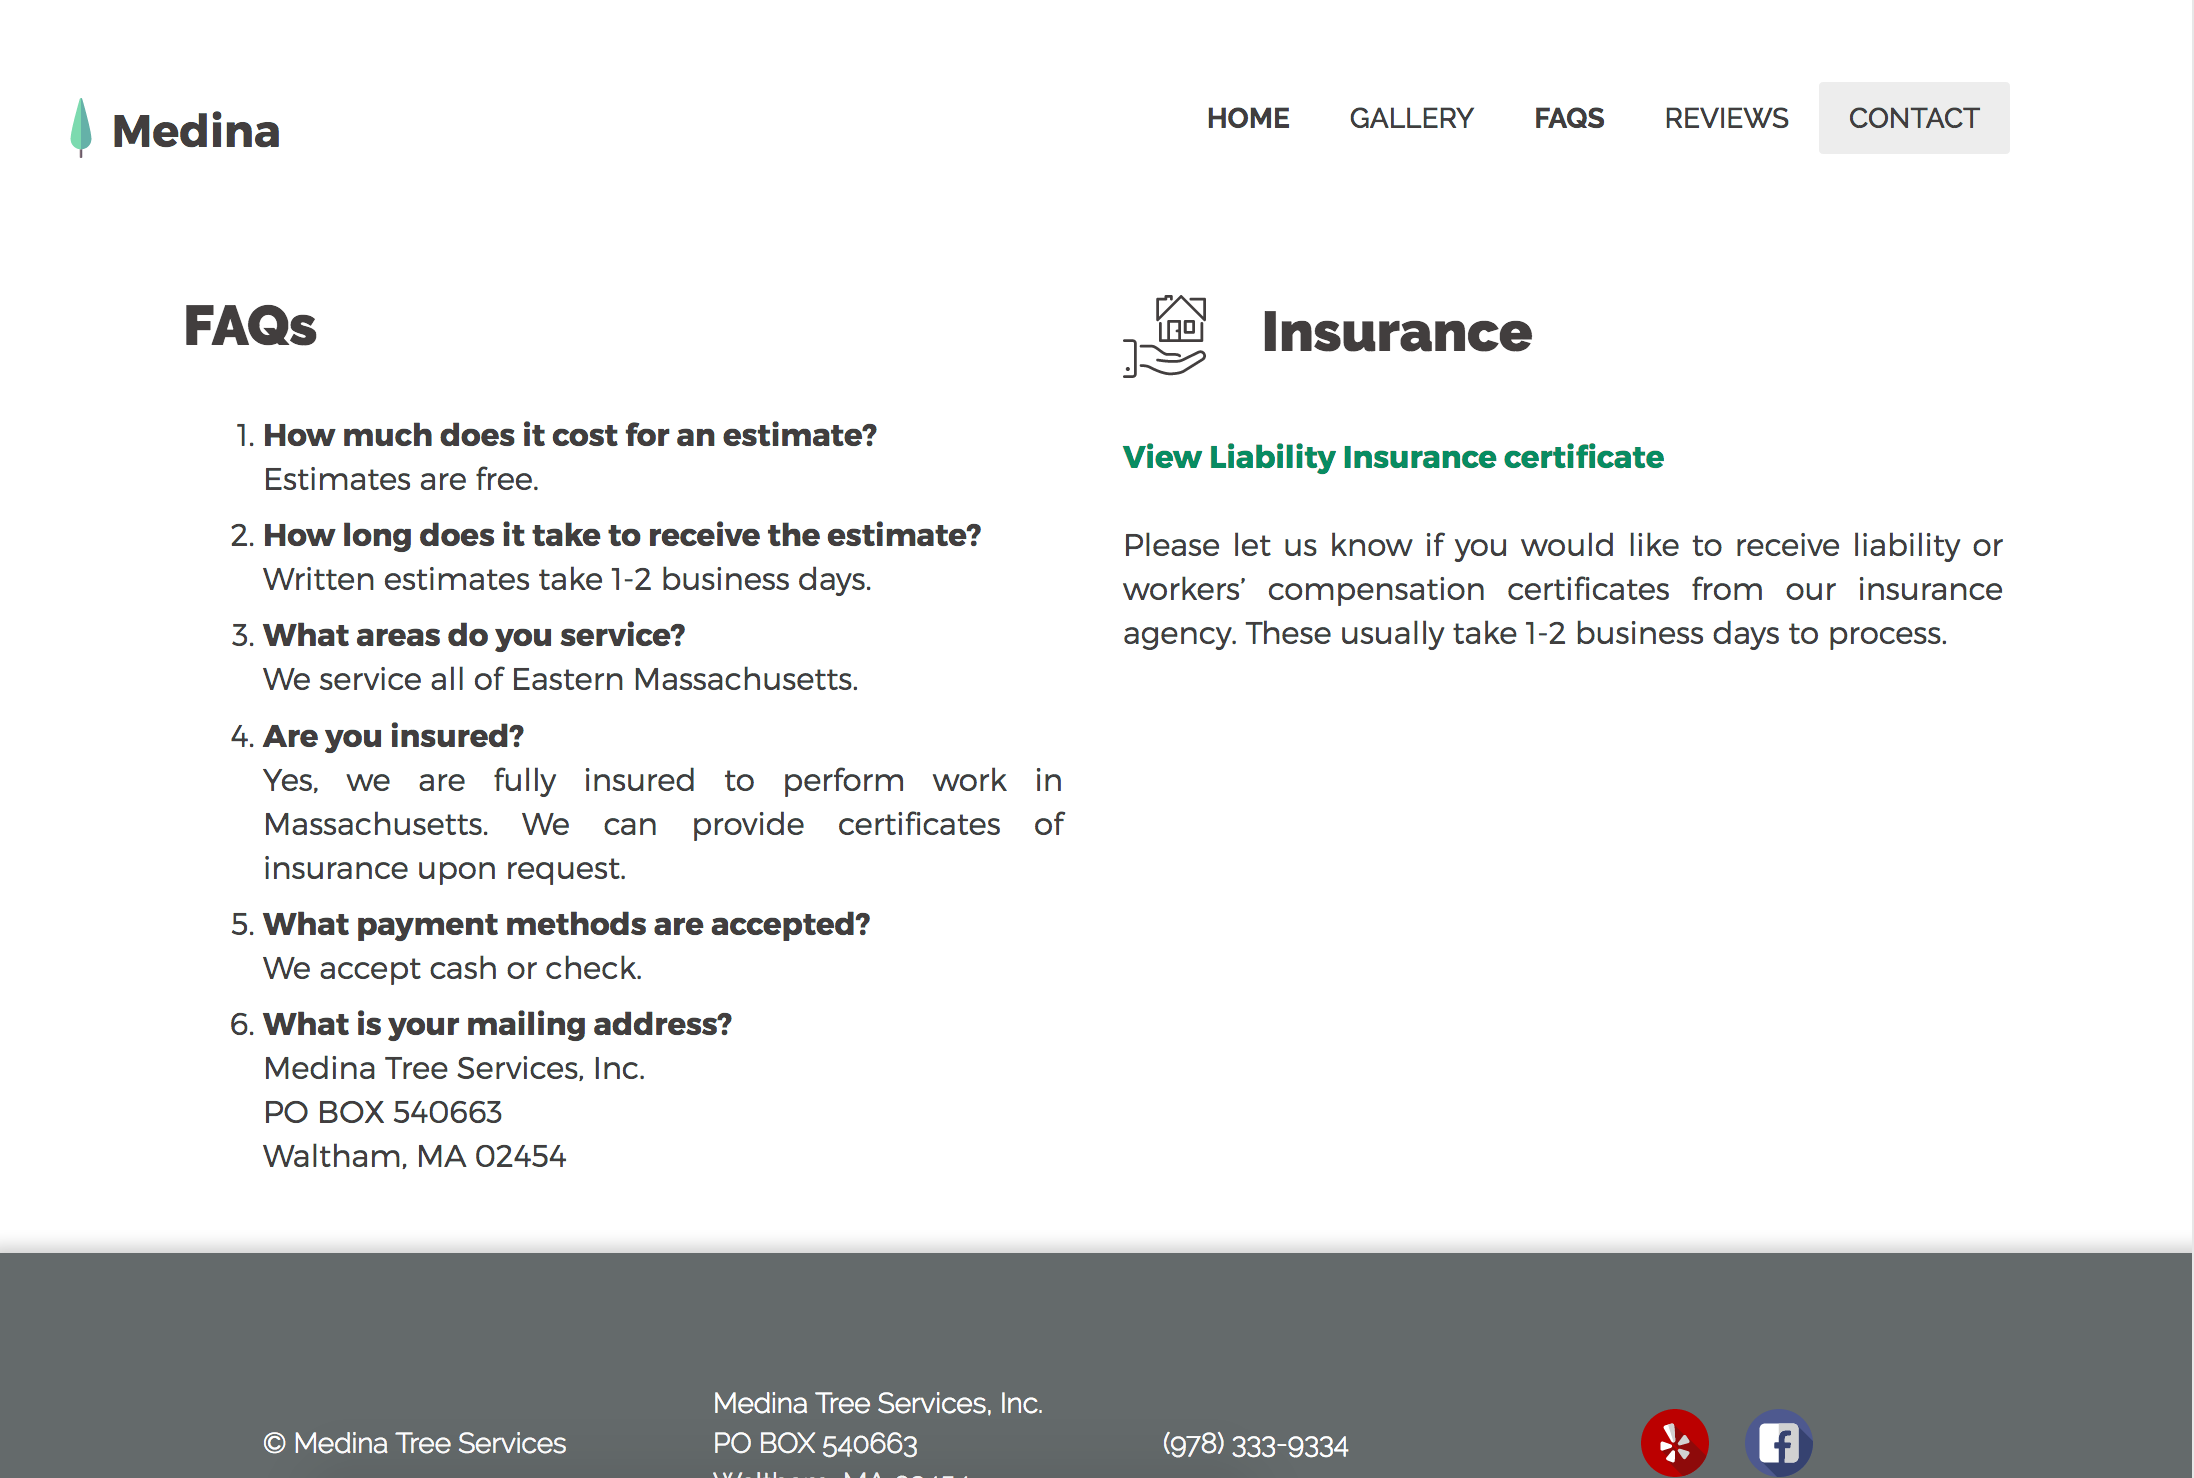 Medina
HOME GALLERY FAQS REVIEWS CONTACT
FAQs
1. How much does it cost for an estimate?
Estimates are free.
2. How long does it take to receive the estimate?
Written estimates take 1-2 business days.
3. What areas do you service?
We service all of Eastern Massachusetts.
4. Are you insured?
Yes, we are fully insured to perform work in
Massachusetts. We can provide certificates of
insurance upon request.
5. What payment methods are accepted?
We accept cash or check.
6. What is your mailing address?
Medina Tree Services, Inc.
PO BOX 540663
Waltham, MA 02454
Insurance
View Liability Insurance certificate
Please let us know if you would like to receive liability or
workers’ compensation certificates from our insurance
agency. These usually take 1-2 business days to process.
© Medina Tree Services
Medina Tree Services, Inc.
PO BOX 540663
Waltham, MA 02454
(978) 333-9334